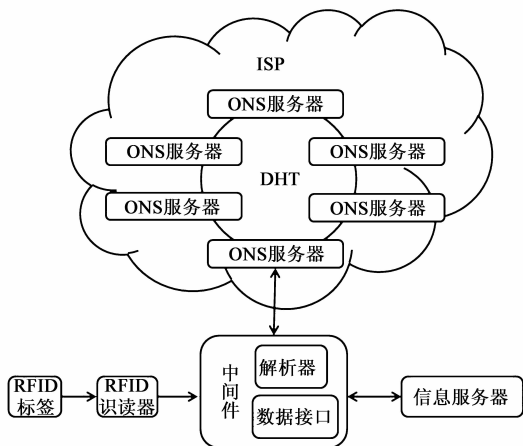 ISP
ONS服务器
ONS服务器
ONS服务器
DHT
ONS服务器
ONS服务器
ONS服务器
中间件
解析器
数据接口
RFID
标签
RFID
识读器
信息服务器